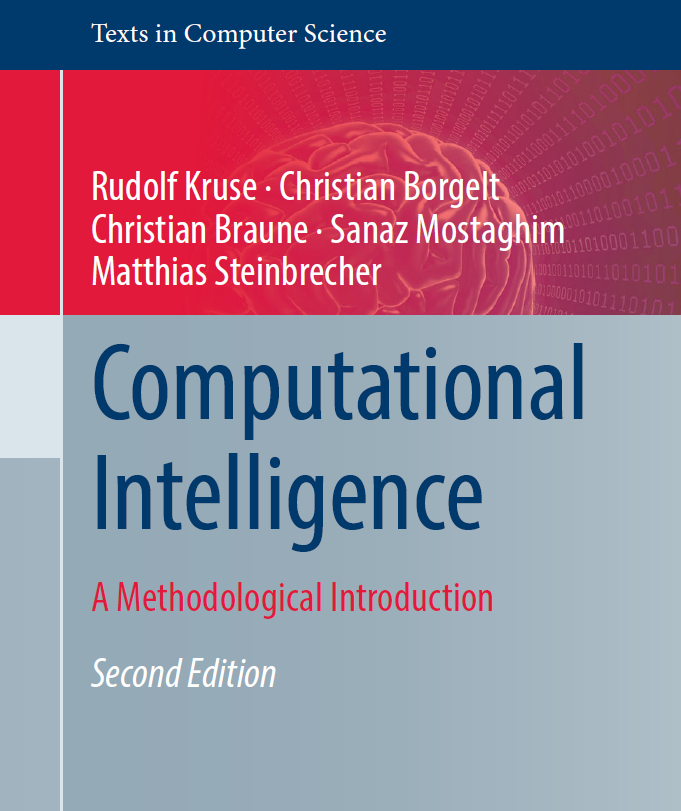 Texts in Computer Science
Rudolf Kruse · Christian Borgelt
Christian Braune · Sanaz Mostaghim
Matthias Steinbrecher
Computational
Intelligence
A Methodological Introduction
Second Edition